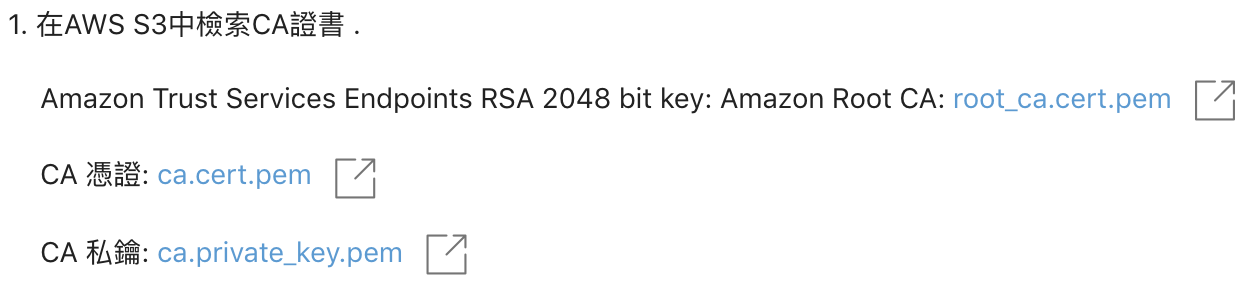 1. 在AWS S3中檢索CA證書 .
Amazon Trust Services Endpoints RSA 2048 bit key: Amazon Root CA: root_ca.cert.pem
CA 憑證: ca.cert.pem
CA 私鑰: ca.private_key.pem